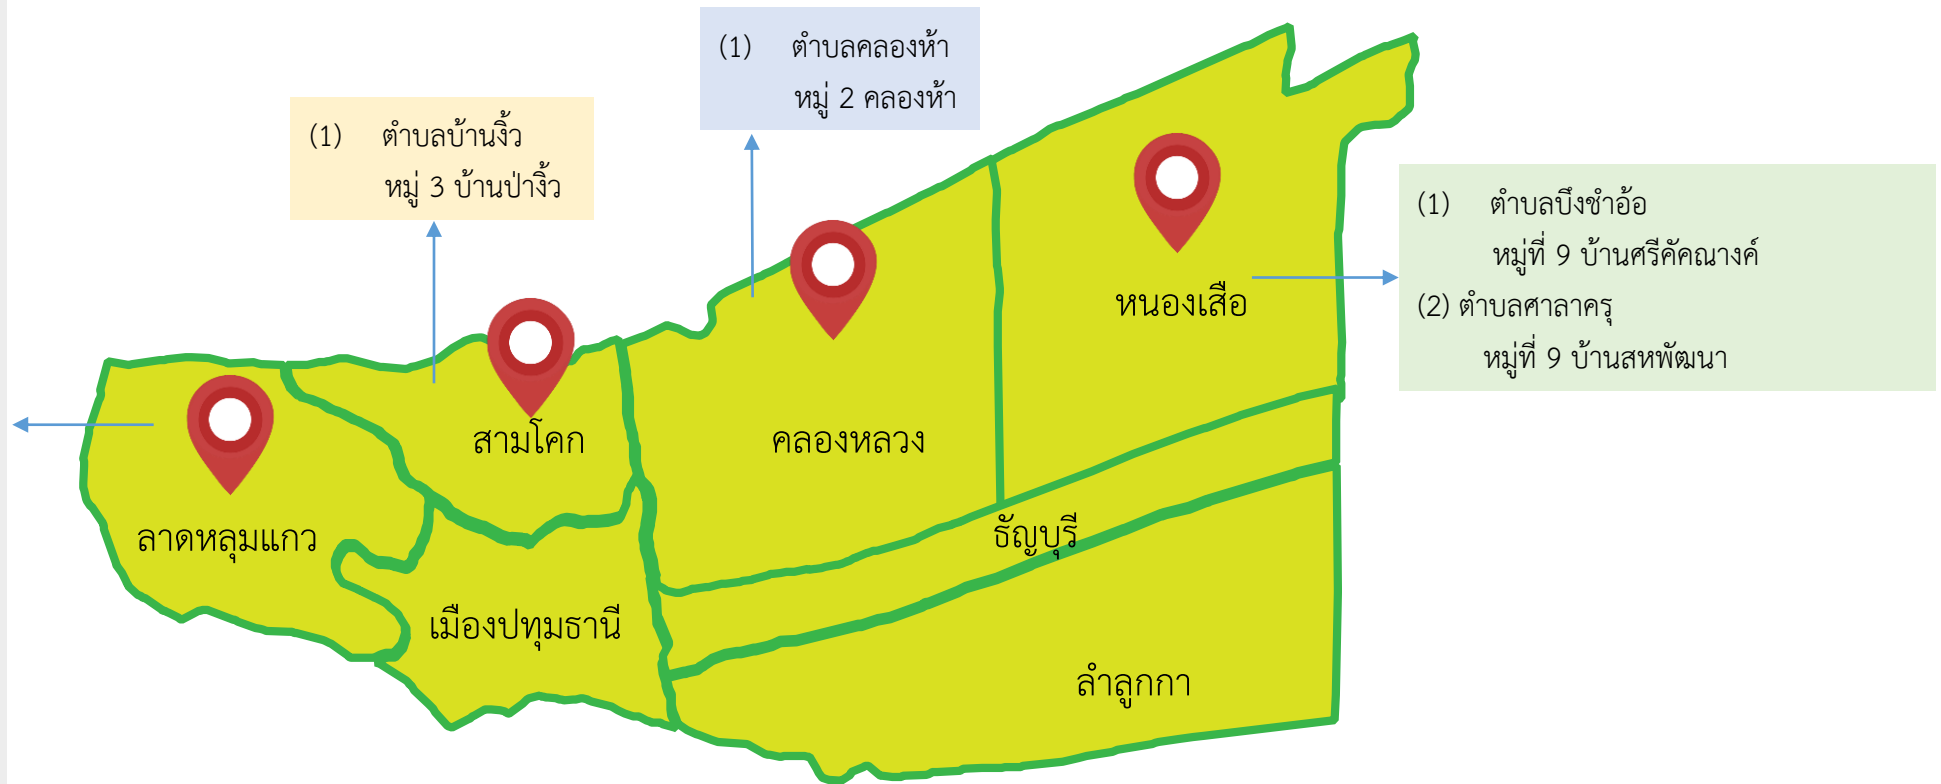 (1) ตำบลคลองห้า
หมู่ 2 คลองห้า
(1) ตำบลบ้านงิ้ว
หมู่ 3 บ้านป่างิ้ว
(1) ตำบลบึงชำอ้อ
หมู่ที่ 9 บ้านศรีคัคณางค์
(2) ตำบลศาลาครุ
หมู่ที่ 9 บ้านสหพัฒนา
หนองเสือ
สามโคก
คลองหลวง
ลาดหลุมแกว
ธัญบุรี
เมืองปทุมธานี
ลำลูกกา